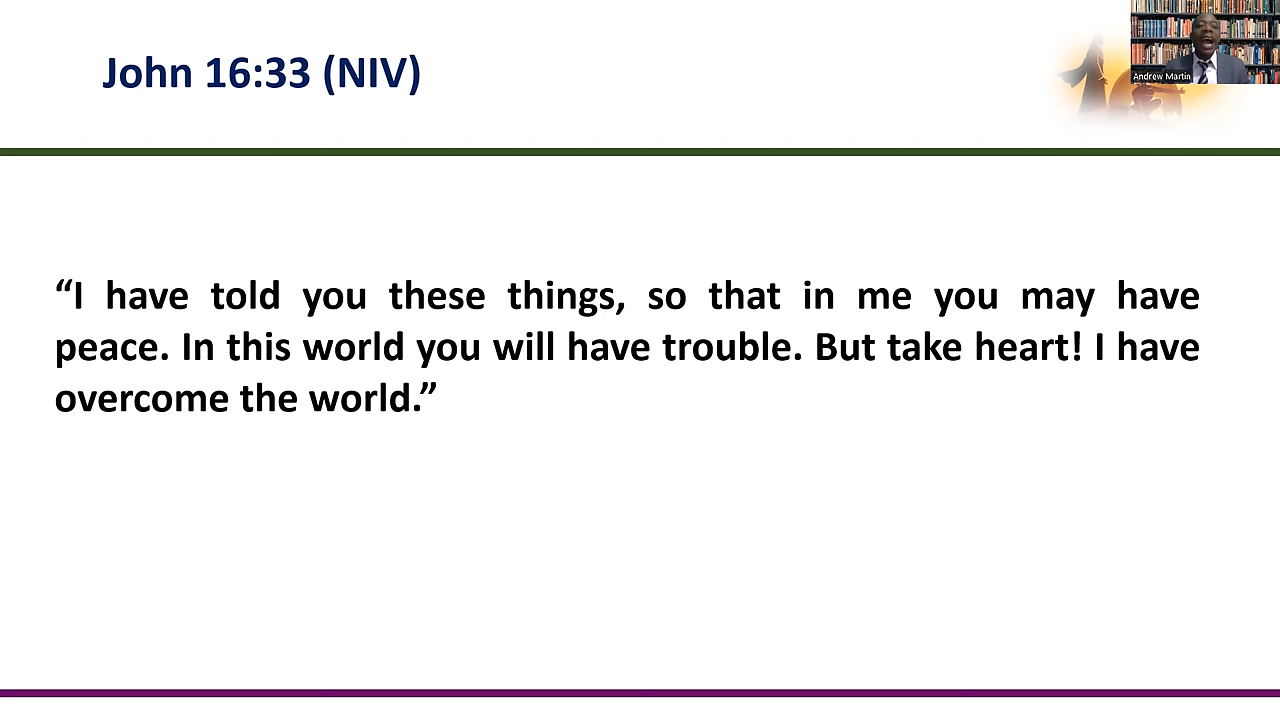 John 16:33 (NIV)
Andrew Martin
“I have told you these things, so that in me you may have
peace. In this world you will have trouble. But take heart! I have
overcome the world.”